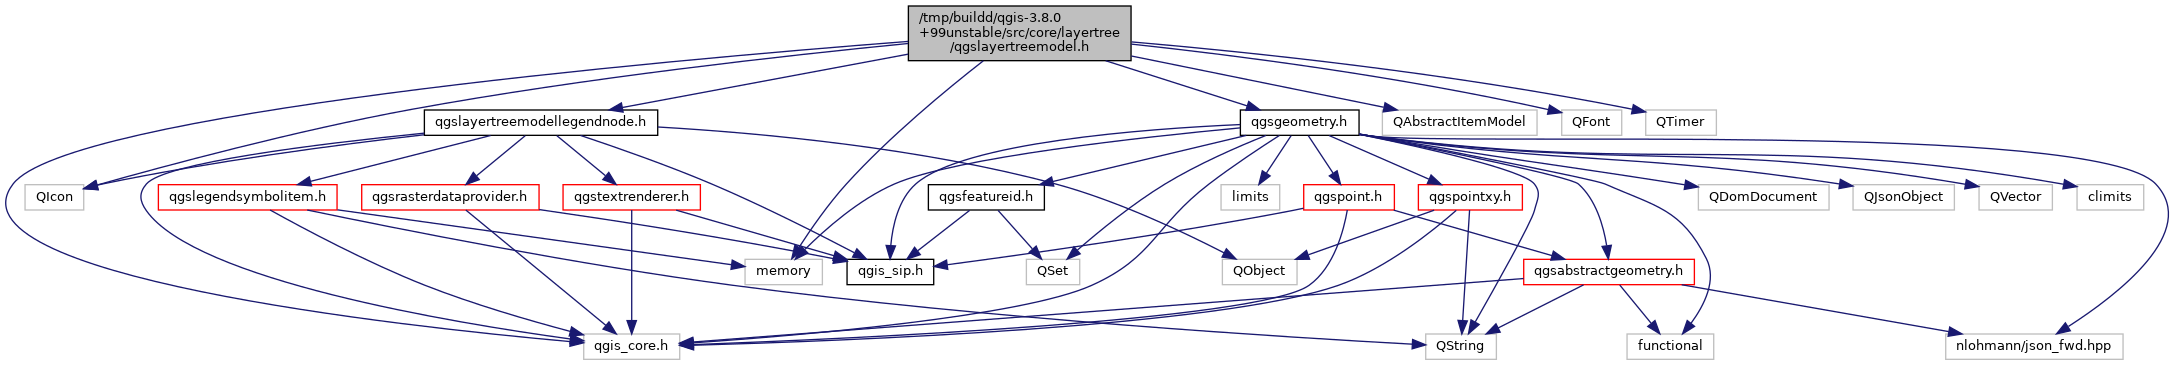 /tmp/buildd/qgis-3.8.0
+99unstable/src/core/layertree
/qgslayertreemodel.h
qgslayertreemodellegendnode.h
qgsgeometry.h
QAbstractItemModel
QFont
QTimer
QIcon
qgslegendsymbolitem.h
qgsrasterdataprovider.h
qgstextrenderer.h
qgsfeatureid.h
limits
qgspoint.h
qgspointxy.h
QDomDocument
QJsonObject
QVector
climits
memory
qgis_sip.h
QSet
QObject
qgsabstractgeometry.h
qgis_core.h
QString
functional
nlohmann/json_fwd.hpp